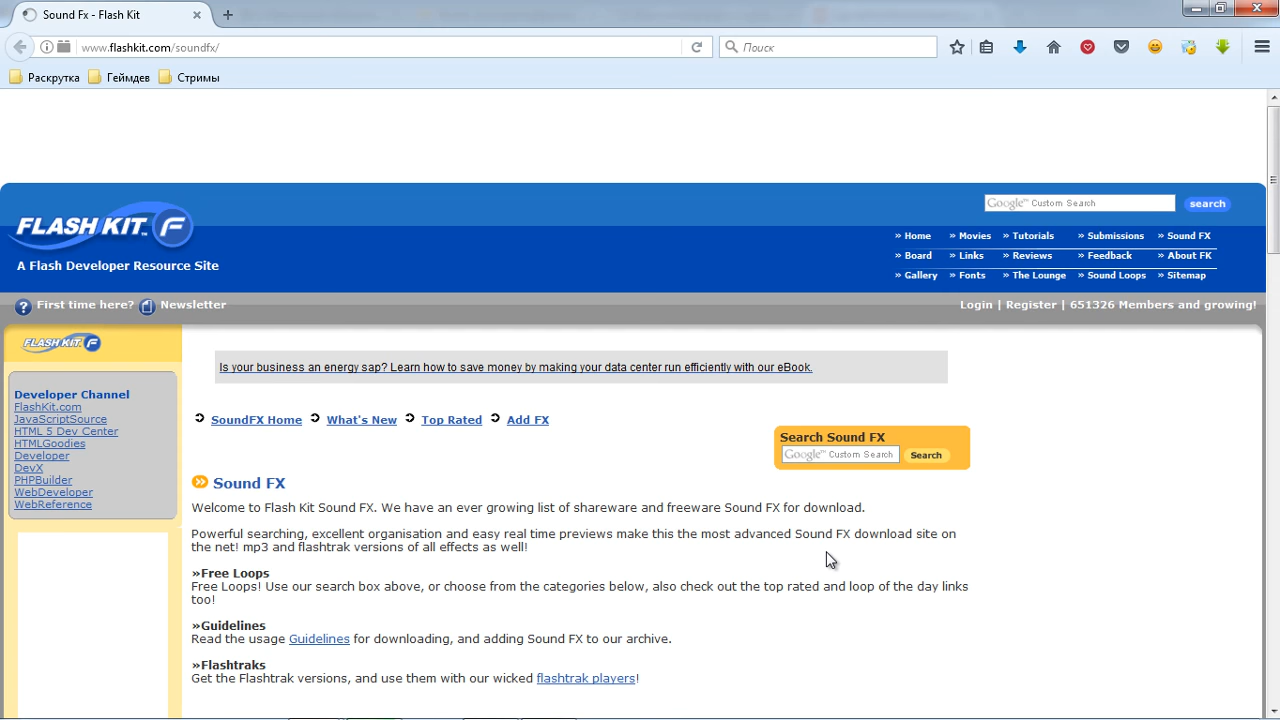 Sound Fx - Flash Kit
www.flashkit.com/soundfx/
Поиск
Раскрутка Геймдев Стримы
Google™ Custom Search search
FLASH KIT™ F
A Flash Developer Resource Site
» Home » Movies » Tutorials » Submissions » Sound FX
» Board » Links » Reviews » Feedback » About FK
» Gallery » Fonts » The Lounge » Sound Loops » Sitemap
? First time here? Newsletter
Login | Register | 651326 Members and growing!
FLASH KIT F
Developer Channel
FlashKit.com
JavaScriptSource
HTML 5 Dev Center
HTMLGoodies
Developer
DevX
PHPBuilder
WebDeveloper
WebReference
Is your business an energy sap? Learn how to save money by making your data center run efficiently with our eBook.
SoundFX Home What's New Top Rated Add FX
Search Sound FX
Google™ Custom Search Search
Sound FX
Welcome to Flash Kit Sound FX. We have an ever growing list of shareware and freeware Sound FX for download.
Powerful searching, excellent organisation and easy real time previews make this the most advanced Sound FX download site on
the net! mp3 and flashtrak versions of all effects as well!
»Free Loops
Free Loops! Use our search box above, or choose from the categories below, also check out the top rated and loop of the day links
too!
»Guidelines
Read the usage Guidelines for downloading, and adding Sound FX to our archive.
»Flashtraks
Get the Flashtrak versions, and use them with our wicked flashtrak players!